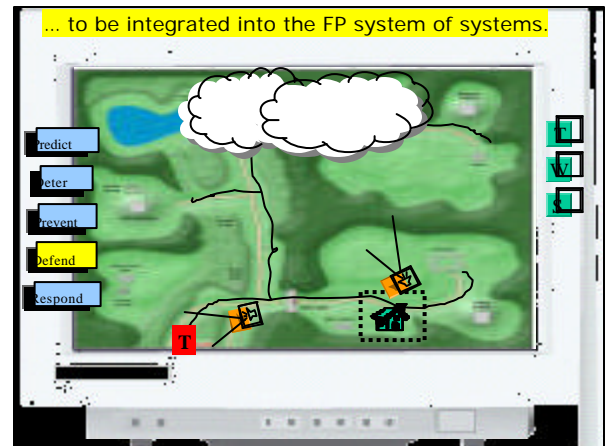 ... to be integrated into the FP system of systems.
Predict
Deter
Prevent
Defend
Respond
T
W
S
T